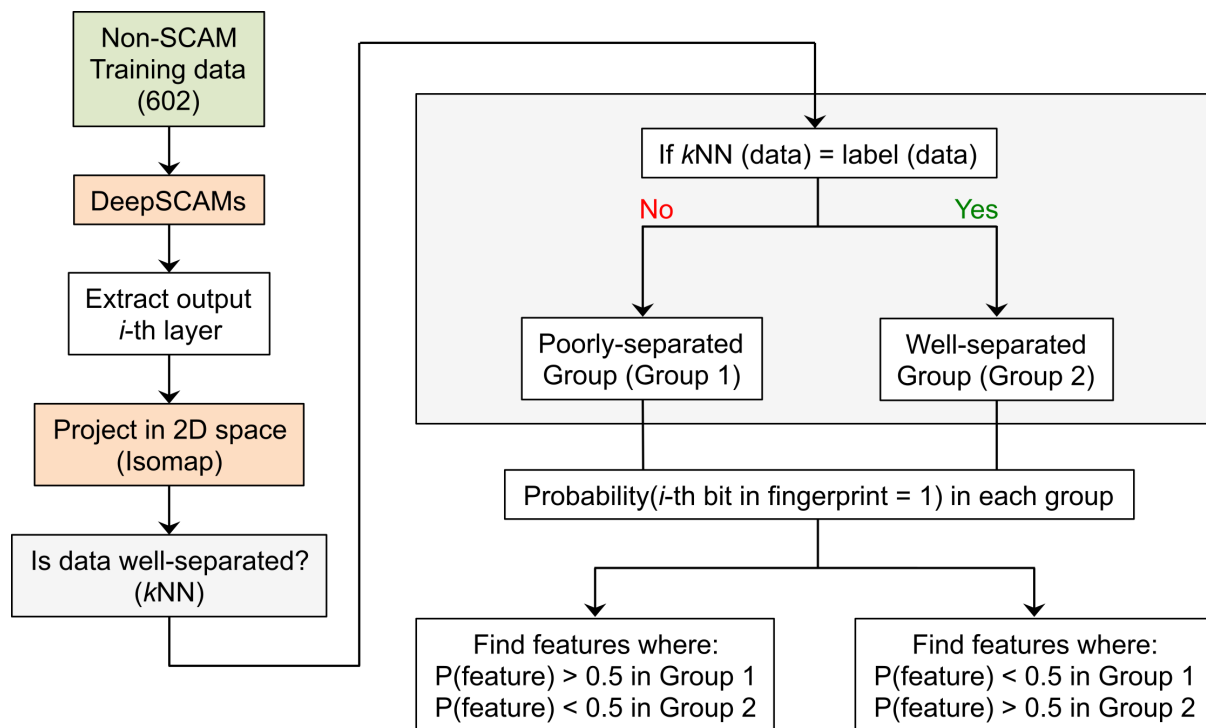 Non-SCAM
Training data
(602)
DeepSCAMs
Extract output
i-th layer
Project in 2D space
(Isomap)
Is data well-separated?
(kNN)
If kNN (data) = label (data)
No
Yes
Poorly-separated
Group (Group 1)
Well-separated
Group (Group 2)
Probability(i-th bit in fingerprint = 1) in each group
Find features where:
P(feature) > 0.5 in Group 1
P(feature) < 0.5 in Group 2
Find features where:
P(feature) < 0.5 in Group 1
P(feature) > 0.5 in Group 2